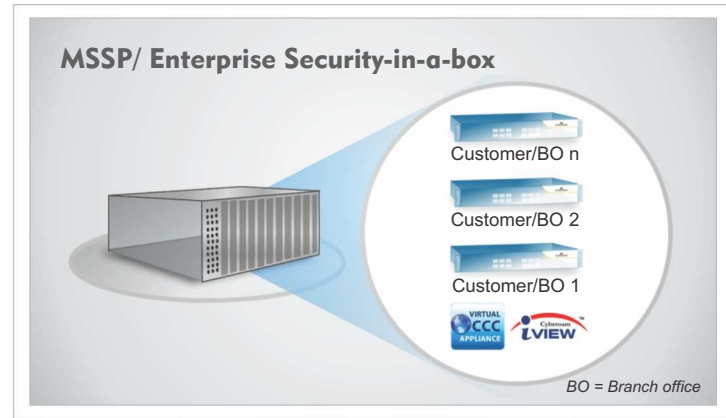 MSSP/ Enterprise Security-in-a-box
Customer/BO n
Customer/BO 2
Customer/BO 1
VIRTUAL
CCC
APPLIANCE
Cyberoam
iVIEW™
BO = Branch office